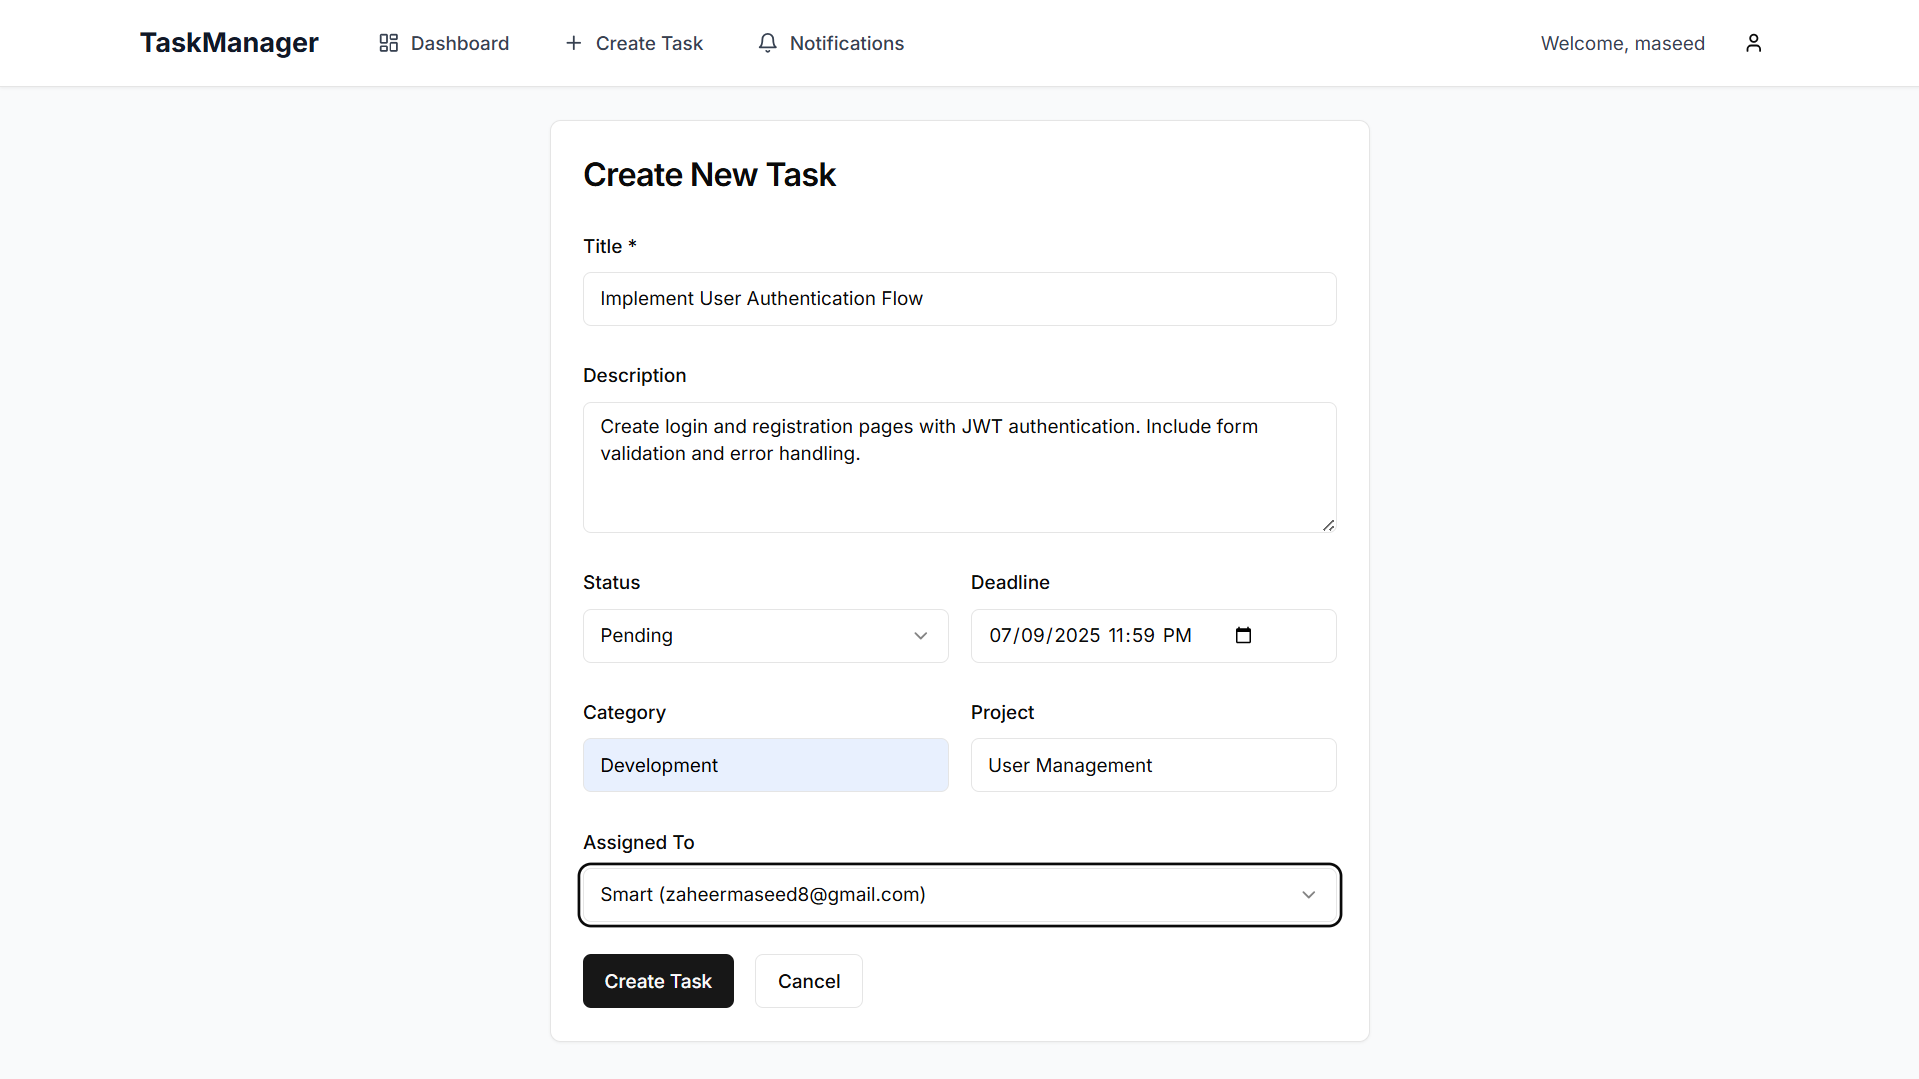 TaskManager
Dashboard
Create Task
Notifications
Welcome, maseed
Create New Task
Title *
Implement User Authentication Flow
Description
Create login and registration pages with JWT authentication. Include form
validation and error handling.
Status
Deadline
Pending
07/09/2025 11:59 PM
Category
Project
Development
User Management
Assigned To
Smart (zaheermaseed8@gmail.com)
Create Task
Cancel